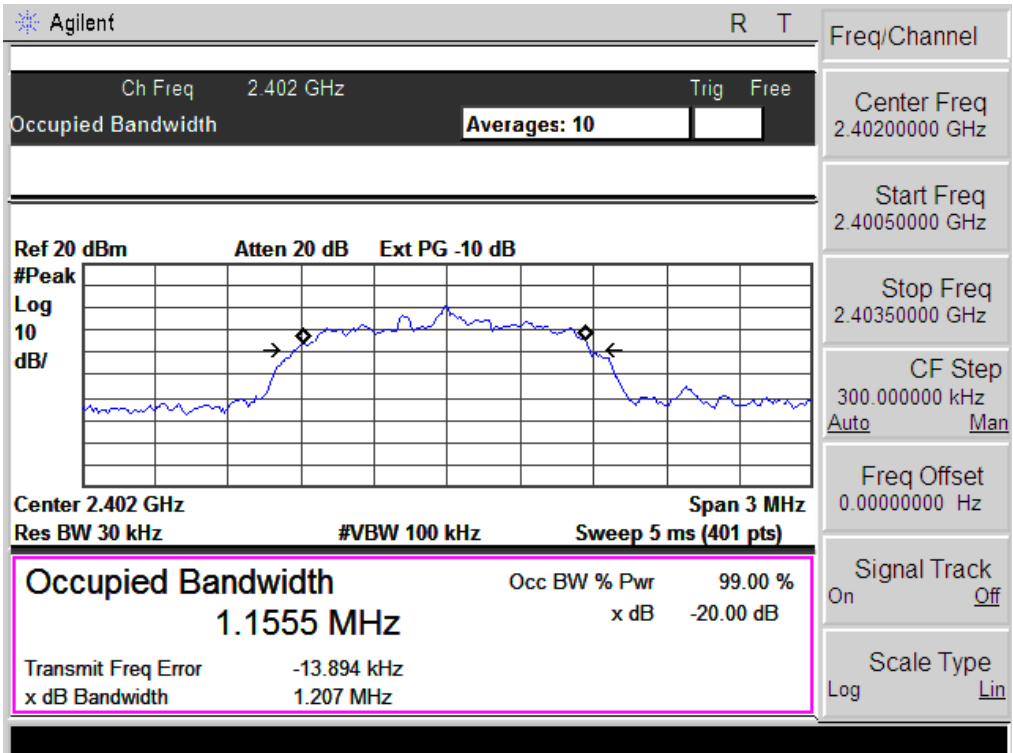 Agilent R T
Ch Freq 2.402 GHz Trig Free
Occupied Bandwidth Averages: 10
Ref 20 dBm Atten 20 dB Ext PG -10 dB
#Peak
Log
10
dB/
Center 2.402 GHz Span 3 MHz
Res BW 30 kHz #VBW 100 kHz Sweep 5 ms (401 pts)
Occupied Bandwidth Occ BW % Pwr 99.00 %
1.1555 MHz x dB -20.00 dB
Transmit Freq Error -13.894 kHz
x dB Bandwidth 1.207 MHz
Freq/Channel
Center Freq
2.40200000 GHz
Start Freq
2.40050000 GHz
Stop Freq
2.40350000 GHz
CF Step
300.000000 kHz
Auto Man
Freq Offset
0.00000000 Hz
Signal Track
On Off
Scale Type
Log Lin